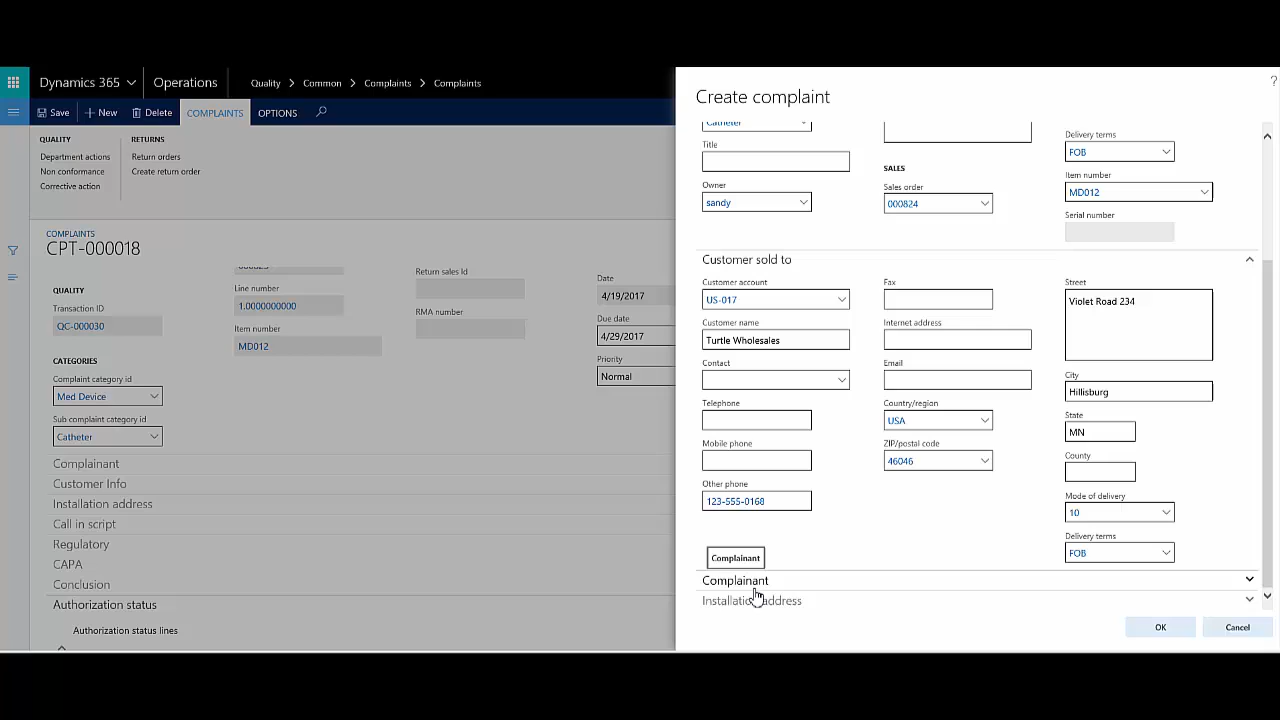 Dynamics 365
Operations
Quality > Common > Complaints > Complaints
Save
New
Delete
COMPLAINTS
OPTIONS
QUALITY
Department actions
Non conformance
Corrective action
RETURNS
Return orders
Create return order
COMPLAINTS
CPT-000018
QUALITY
Transaction ID
QC-000030
CATEGORIES
Complaint category id
Med Device
Sub complaint category id
Catheter
Line number
1.0000000000
Item number
MD012
Return sales Id
RMA number
Date
4/19/2017
Due date
4/29/2017
Priority
Normal
Complainant
Customer Info
Installation address
Call in script
Regulatory
CAPA
Conclusion
Authorization status
Authorization status lines
?
Create complaint
Catheter
Title
Owner
sandy
SALES
Sales order
000824
Delivery terms
FOB
Item number
MD012
Serial number
Customer sold to
Customer account
US-017
Customer name
Turtle Wholesales
Contact
Telephone
Mobile phone
Other phone
123-555-0168
Fax
Internet address
Email
Country/region
USA
ZIP/postal code
46046
Street
Violet Road 234
City
Hillisburg
State
MN
County
Mode of delivery
10
Delivery terms
FOB
Complainant
Complainant
Installation address
OK
Cancel